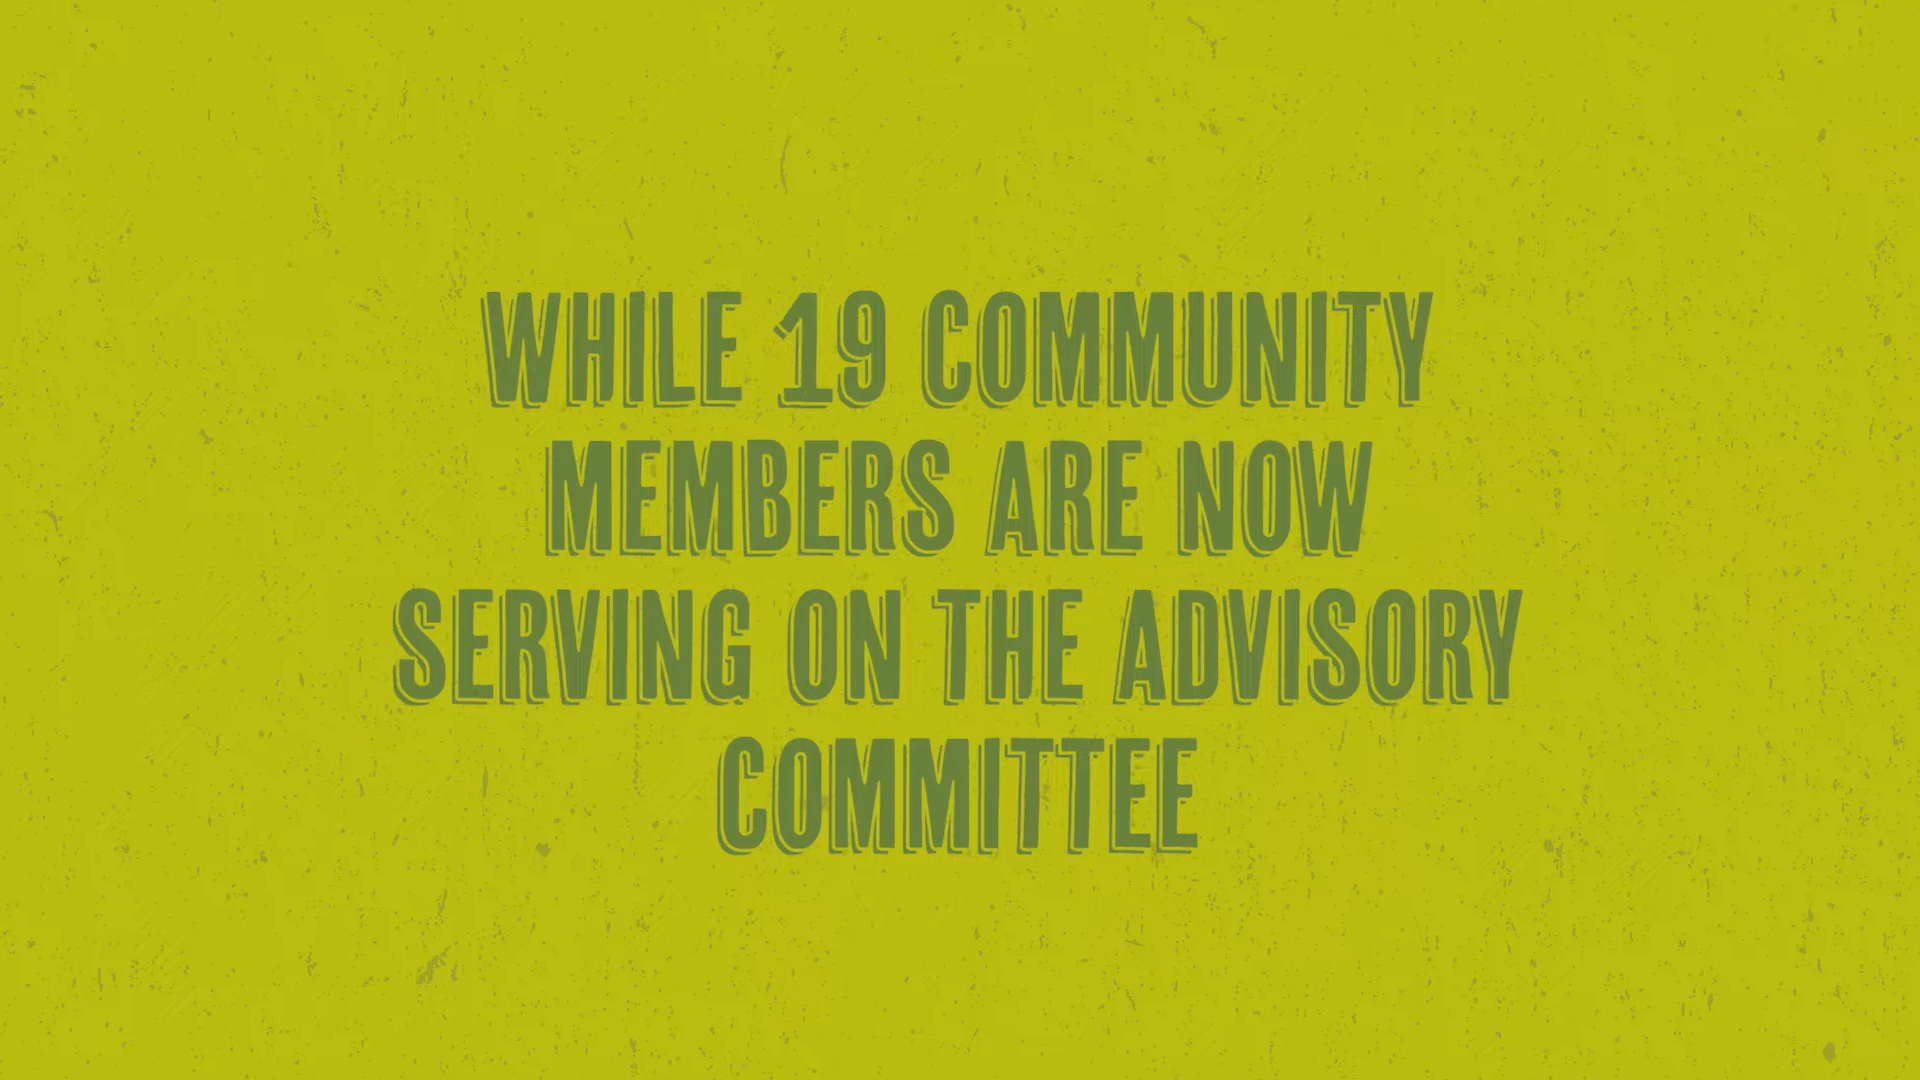 WHILE 19 COMMUNITY
MEMBERS ARE NOW
SERVING ON THE ADVISORY
COMMITTEE